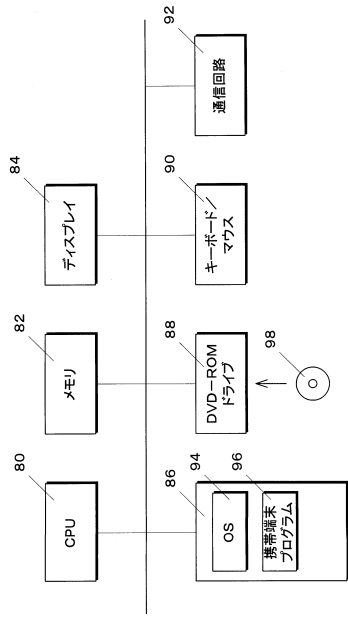 80
CPU
82
メモリ
84
ディスプレイ
86
94
OS
96
携帯端末
プログラム
88
DVD-ROM
ドライブ
98
90
キーボード/
マウス
92
通信回路